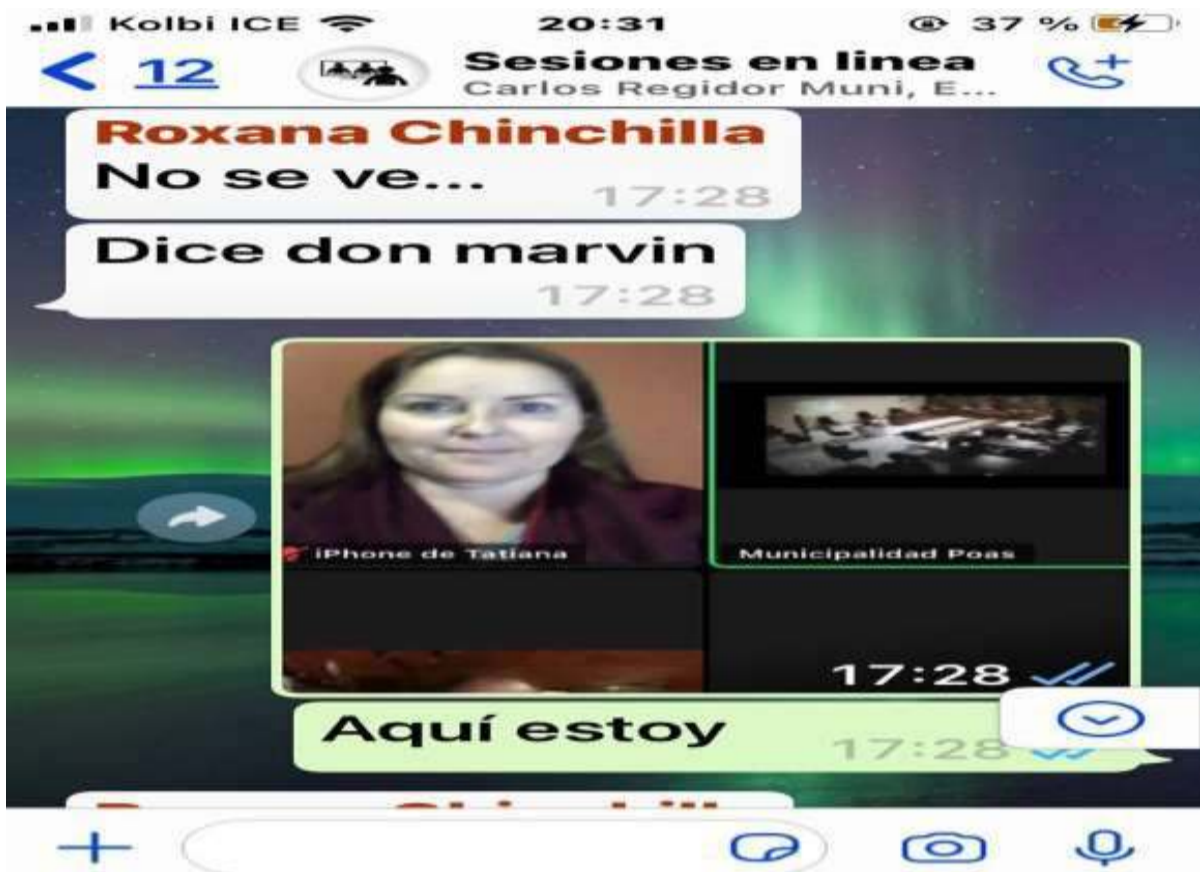 Kolbi ICE 20:31 37 %
12 Sesiones en linea
Carlos Regidor Muni, E...
Roxana Chinchilla
No se ve... 17:28
Dice don marvin
17:28
iPhone de Tatiana
Municipalidad Poas
17:28
Aquí estoy 17:28